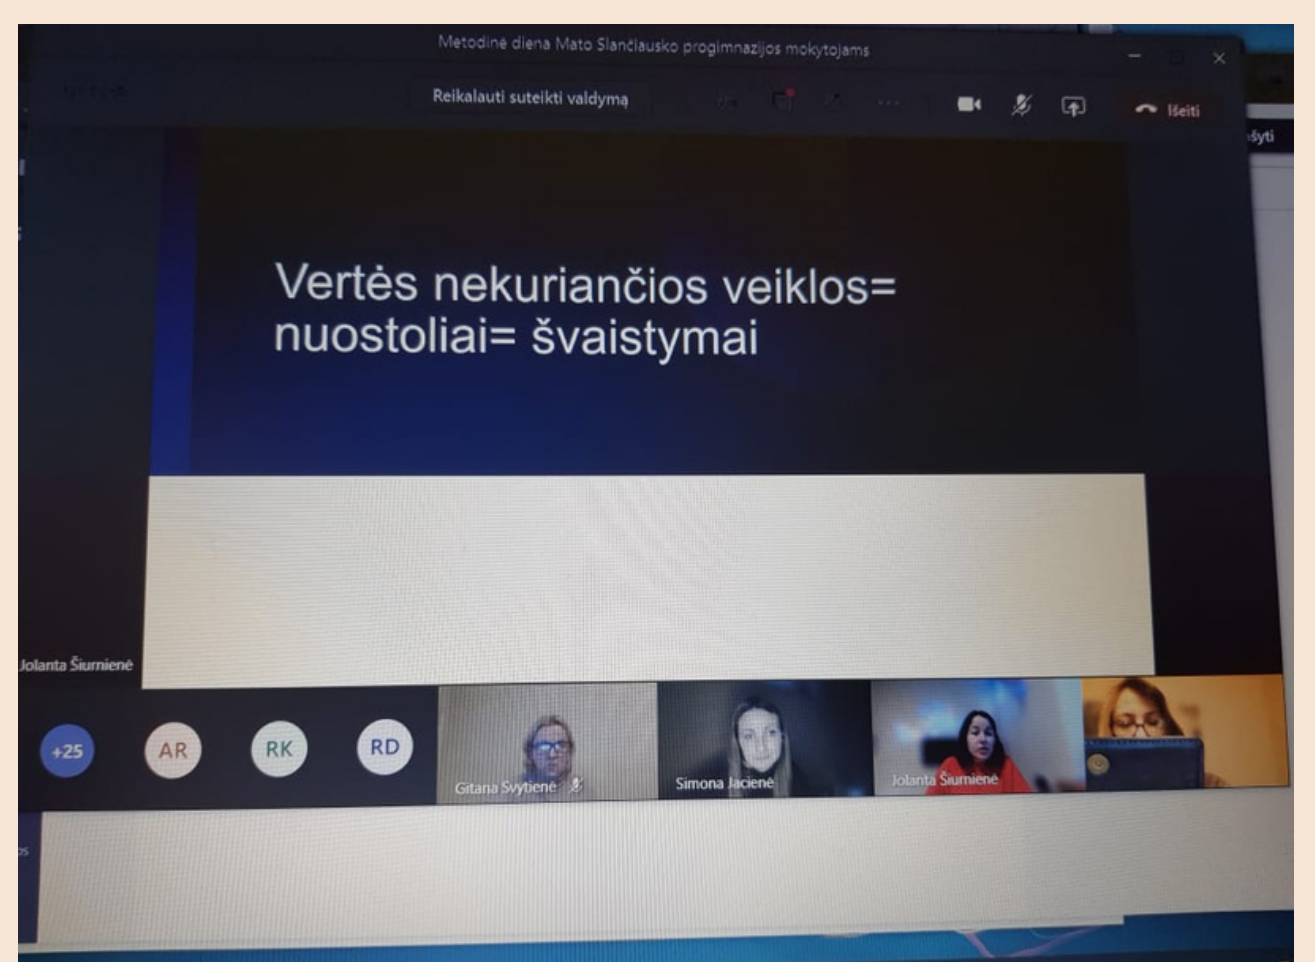 Metodinė diena Mato Slančiausko progimnazijos mokytojams
Reikalauti suteikti valdymą
Išeiti
Vertės nekuriančios veiklos=
nuostoliai= švaistymai
Jolanta Šiurnienė
+25
AR
RK
RD
Gitana Svytienė
Simona Jacienė
Jolanta Šiurnienė